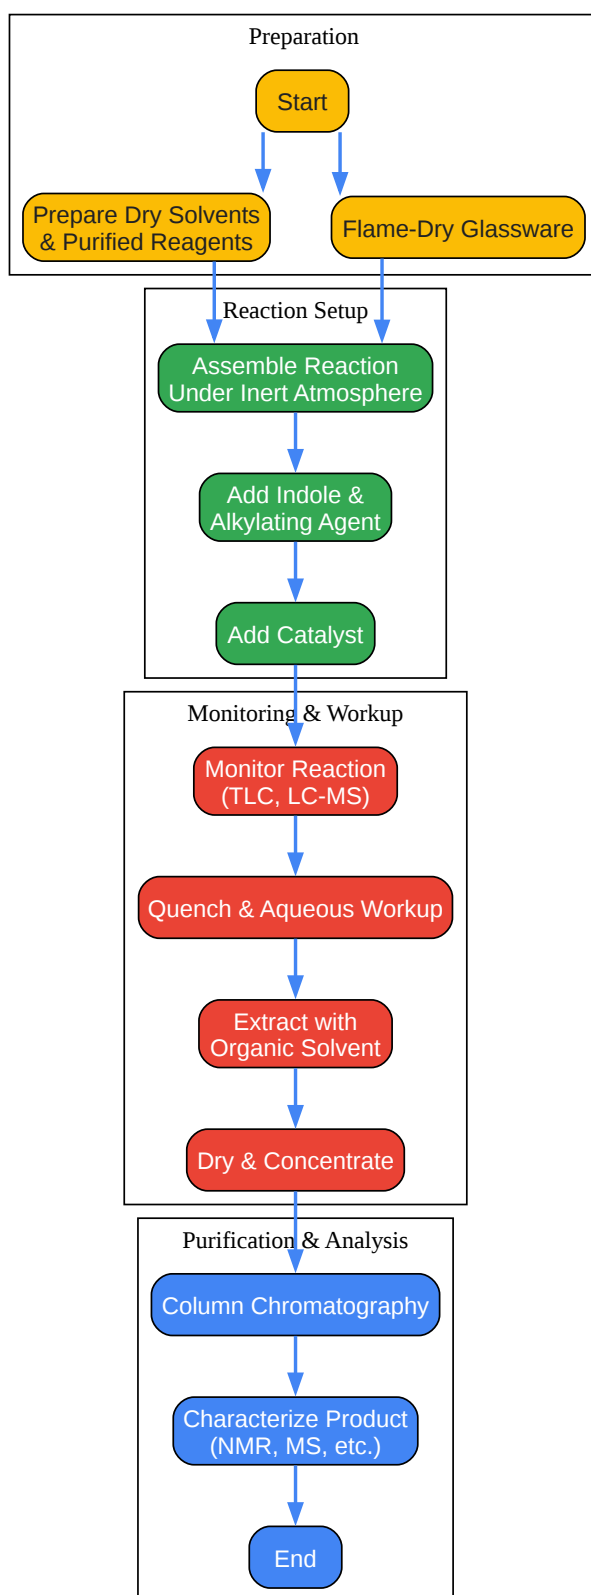 Preparation
Start
Prepare Dry Solvents
& Purified Reagents
Flame-Dry Glassware
Reaction Setup
Assemble Reaction
Under Inert Atmosphere
Add Indole &
Alkylating Agent
Add Catalyst
Monitoring & Workup
Monitor Reaction
(TLC, LC-MS)
Quench & Aqueous Workup
Extract with
Organic Solvent
Dry & Concentrate
Purification & Analysis
Column Chromatography
Characterize Product
(NMR, MS, etc.)
End